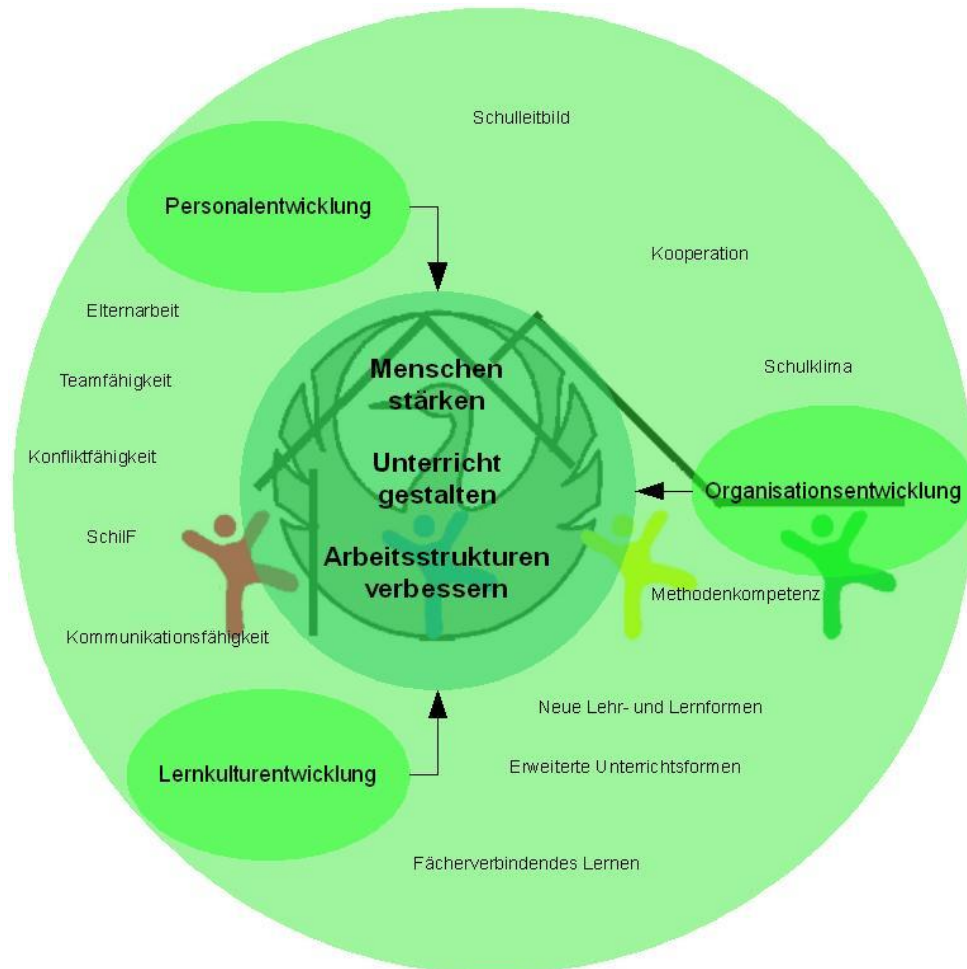 Schulleitbild
Personalentwicklung
Kooperation
Elternarbeit
Menschen
stärken
Schulklima
Teamfähigkeit
Konfliktfähigkeit
Unterricht
gestalten
Organisationsentwicklung
SchilF
Arbeitsstrukturen
verbessern
Methodenkompetenz
Kommunikationsfähigkeit
Neue Lehr- und Lernformen
Lernkulturentwicklung
Erweiterte Unterrichtsformen
Fächerverbindendes Lernen